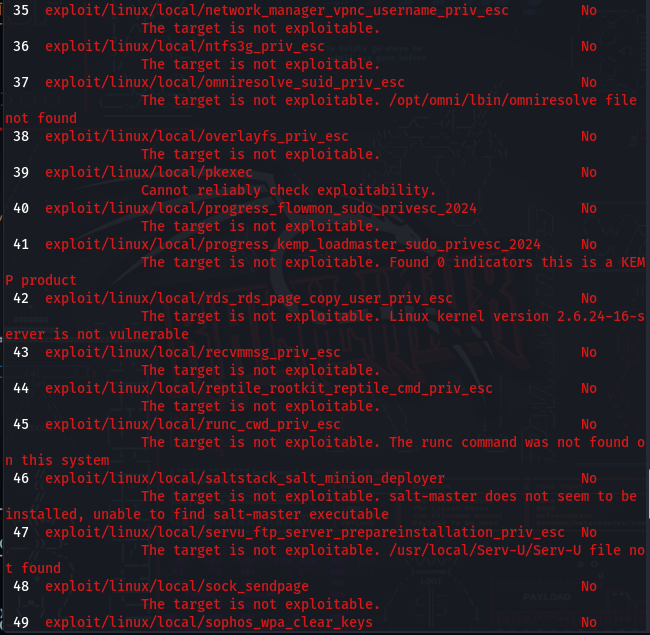 35 exploit/linux/local/network_manager_vpnc_username_priv_esc No
The target is not exploitable.
36 exploit/linux/local/ntfs3g_priv_esc No
The target is not exploitable.
37 exploit/linux/local/omniresolve_suid_priv_esc No
The target is not exploitable. /opt/omni/lbin/omniresolve file
not found
38 exploit/linux/local/overlayfs_priv_esc No
The target is not exploitable.
39 exploit/linux/local/pkexec No
Cannot reliably check exploitability.
40 exploit/linux/local/progress_flowmon_sudo_privesc_2024 No
The target is not exploitable.
41 exploit/linux/local/progress_kemp_loadmaster_sudo_privesc_2024 No
The target is not exploitable. Found 0 indicators this is a KEM
P product
42 exploit/linux/local/rds_rds_page_copy_user_priv_esc No
The target is not exploitable. Linux kernel version 2.6.24-16-s
erver is not vulnerable
43 exploit/linux/local/recvmmsg_priv_esc No
The target is not exploitable.
44 exploit/linux/local/reptile_rootkit_reptile_cmd_priv_esc No
The target is not exploitable.
45 exploit/linux/local/runc_cwd_priv_esc No
The target is not exploitable. The runc command was not found o
n this system
46 exploit/linux/local/saltstack_salt_minion_deployer No
The target is not exploitable. salt-master does not seem to be
installed, unable to find salt-master executable
47 exploit/linux/local/servu_ftp_server_prepareinstallation_priv_esc No
The target is not exploitable. /usr/local/Serv-U/Serv-U file no
t found
48 exploit/linux/local/sock_sendpage No
The target is not exploitable.
49 exploit/linux/local/sophos_wpa_clear_keys No
PAYLOAD